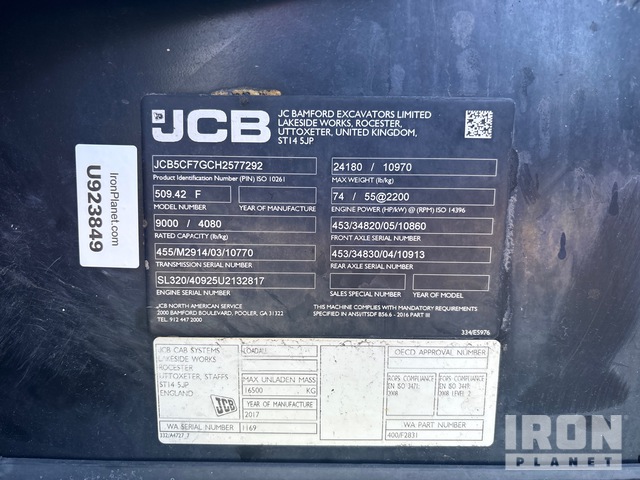 JCB
JC BAMFORD EXCAVATORS LIMITED
LAKESIDE WORKS, ROCESTER,
UTTOXETER, UNITED KINGDOM,
ST14 5JP
JCB5CF7GCH2577292
Product Identification Number (PIN) ISO 10261
24180 / 10970
MAX WEIGHT (lb/kg)
509.42 F
MODEL NUMBER
YEAR OF MANUFACTURE
74 / 55@2200
ENGINE POWER (HP/kW) @ (RPM) ISO 14396
9000 / 4080
RATED CAPACITY (lb/kg)
453/34820/05/10860
FRONT AXLE SERIAL NUMBER
455/M2914/03/10770
TRANSMISSION SERIAL NUMBER
453/34830/04/10913
REAR AXLE SERIAL NUMBER
SL320/40925U2132817
ENGINE SERIAL NUMBER
SALES SPECIAL NUMBER
JCB NORTH AMERICAN SERVICE
2000 BAMFORD BOULEVARD, POOLER, GA 31322
TEL. 912 447 2000
THIS MACHINE COMPLIES WITH MANDATORY REQUIREMENTS
SPECIFIED IN: ANSI/ITSDF B56.6 - 2016 PART III
334/E5976
IronPlanet.com
U923849
JCB CAB SYSTEMS
LAKESIDE WORKS
ROCESTER
UTTOXETER, STAFFS
ST14 5JP
ENGLAND
JCB
332/A4727_7
LOADALL
MAX UNLADEN MASS
16500 KG
YEAR OF MANUFACTURE
2017
WA SERIAL NUMBER 1169
OECD APPROVAL NUMBER
ROPS COMPLIANCE
EN ISO 3471:
FOPS COMPLIANCE
EN ISO 3449:
WA PART NUMBER
400/F2831
IRON
PLANET